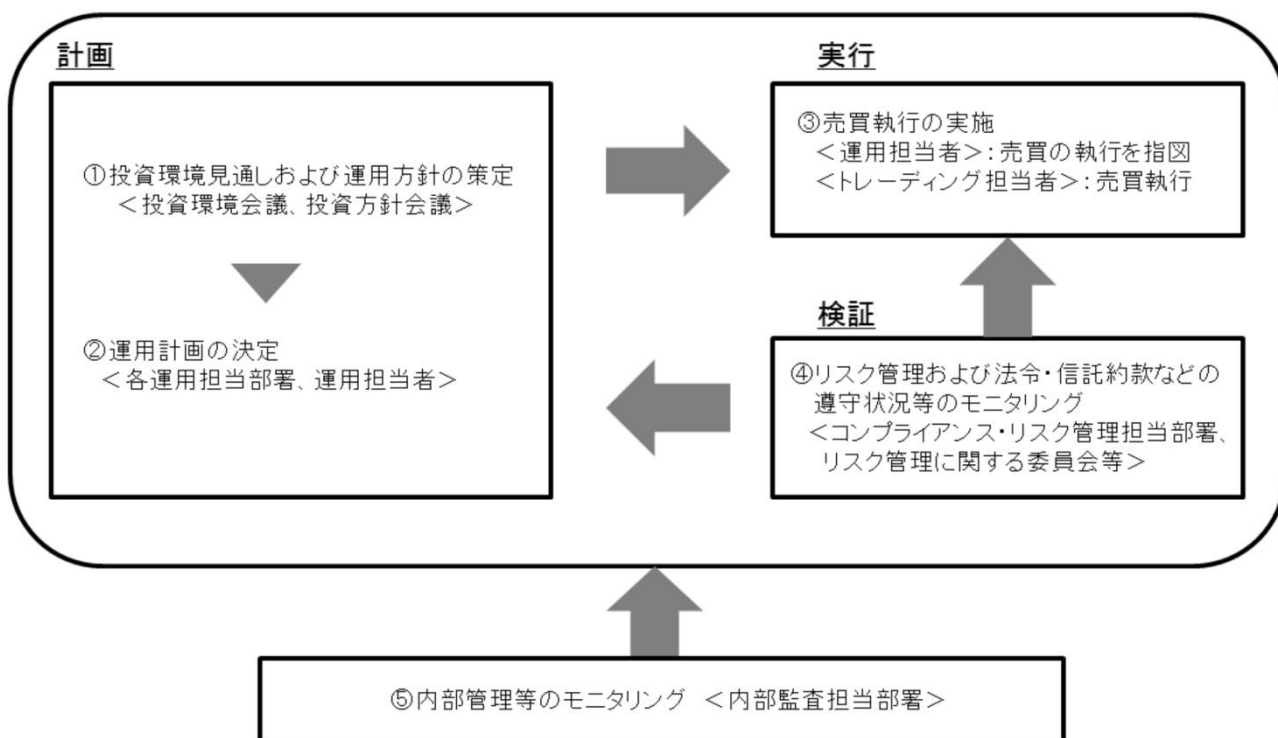 計画
①投資環境見通しおよび運用方針の策定
＜投資環境会議、投資方針会議＞
②運用計画の決定
＜各運用担当部署、運用担当者＞
実行
③売買執行の実施
＜運用担当者＞：売買の執行を指図
＜トレーディング担当者＞：売買執行
検証
④リスク管理および法令・信託約款などの
遵守状況等のモニタリング
＜コンプライアンス・リスク管理担当部署、
リスク管理に関する委員会等＞
⑤内部管理等のモニタリング ＜内部監査担当部署＞